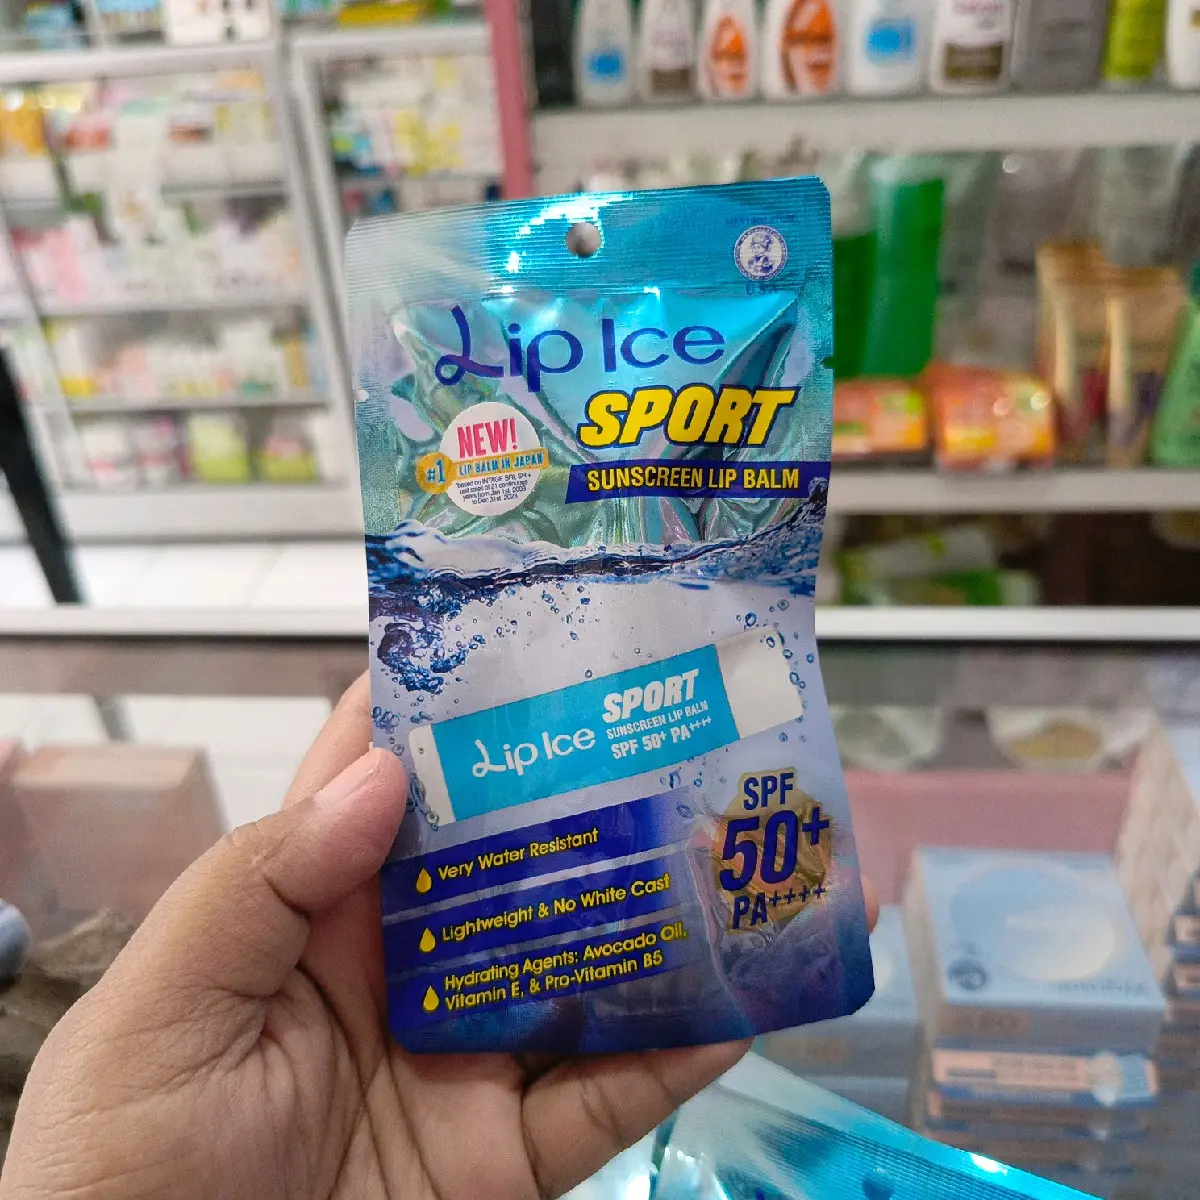 Lip Ice
SPORT
SUNSCREEN LIP BALM
NEW!
#1 LIP BALM IN JAPAN
Lip Ice
SPORT
SUNSCREEN LIP BALM
SPF 50+ PA++++
SPF
50+
PA++++
Very Water Resistant
Lightweight & No White Cast
Hydrating Agents: Avocado Oil,
Vitamin E, & Pro-Vitamin B5